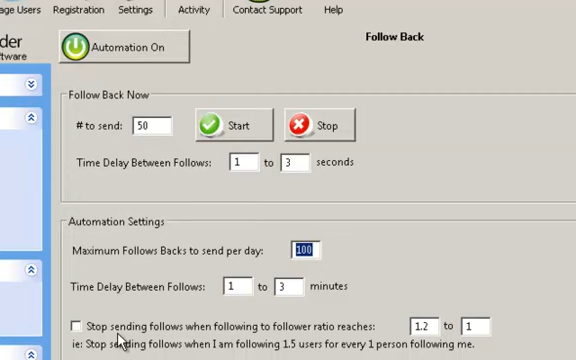 age Users Registration Settings Activity Contact Support Help
der
ftware
Automation On
Follow Back
Follow Back Now
# to send: 50 Start Stop
Time Delay Between Follows: 1 to 3 seconds
Automation Settings
Maximum Follows Backs to send per day: 100
Time Delay Between Follows: 1 to 3 minutes
Stop sending follows when following to follower ratio reaches: 1.2 to 1
ie: Stop sending follows when I am following 1.5 users for every 1 person following me.